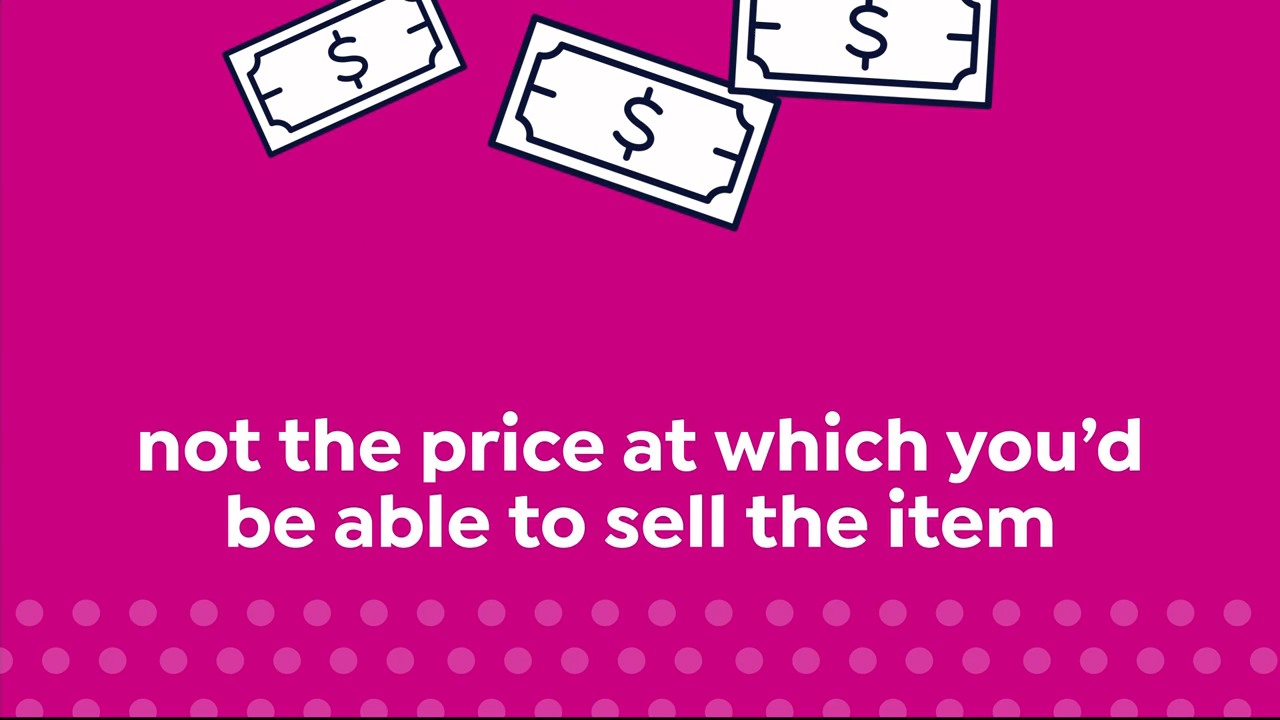 $
$
$
not the price at which you’d
be able to sell the item